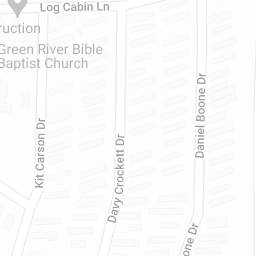 Log Cabin Ln
ruction
Green River Bible
Baptist Church
Kit Carson Dr
Davy Crockett Dr
Daniel Boone Dr
one Dr